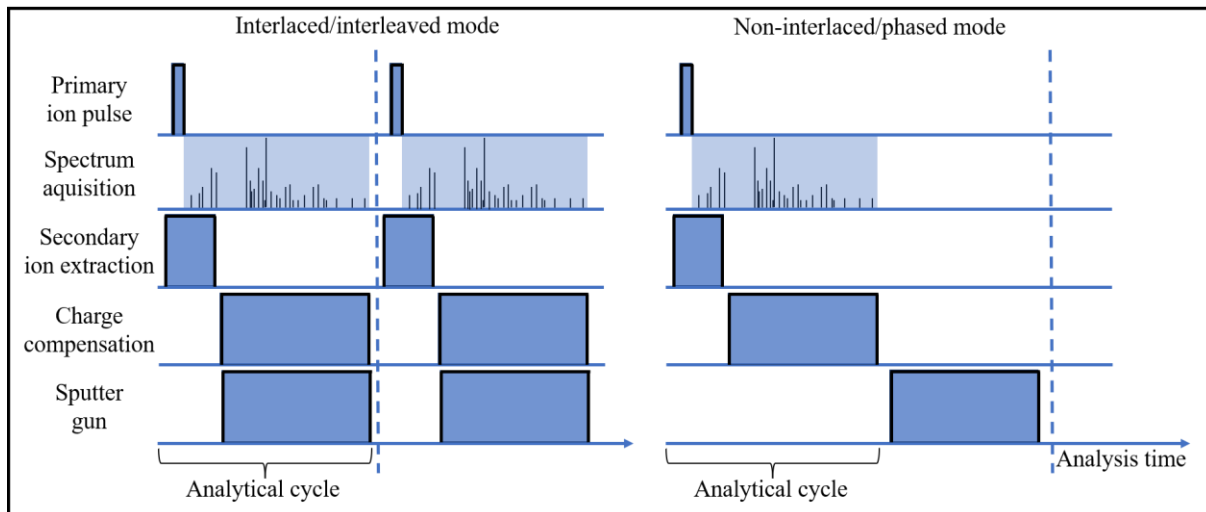 Interlaced/interleaved mode
Non-interlaced/phased mode
Primary
ion pulse
Spectrum
aquisition
Secondary
ion extraction
Charge
compensation
Sputter
gun
Analysis time
Analytical cycle
Analytical cycle